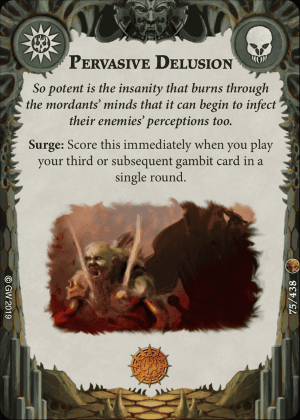 PERVASIVE DELUSION
So potent is the insanity that burns through
the mordants' minds that it can begin to infect
their enemies' perceptions too.
Surge: Score this immediately when you play
your third or subsequent gambit card in a
single round.
© GW 2019
75/438